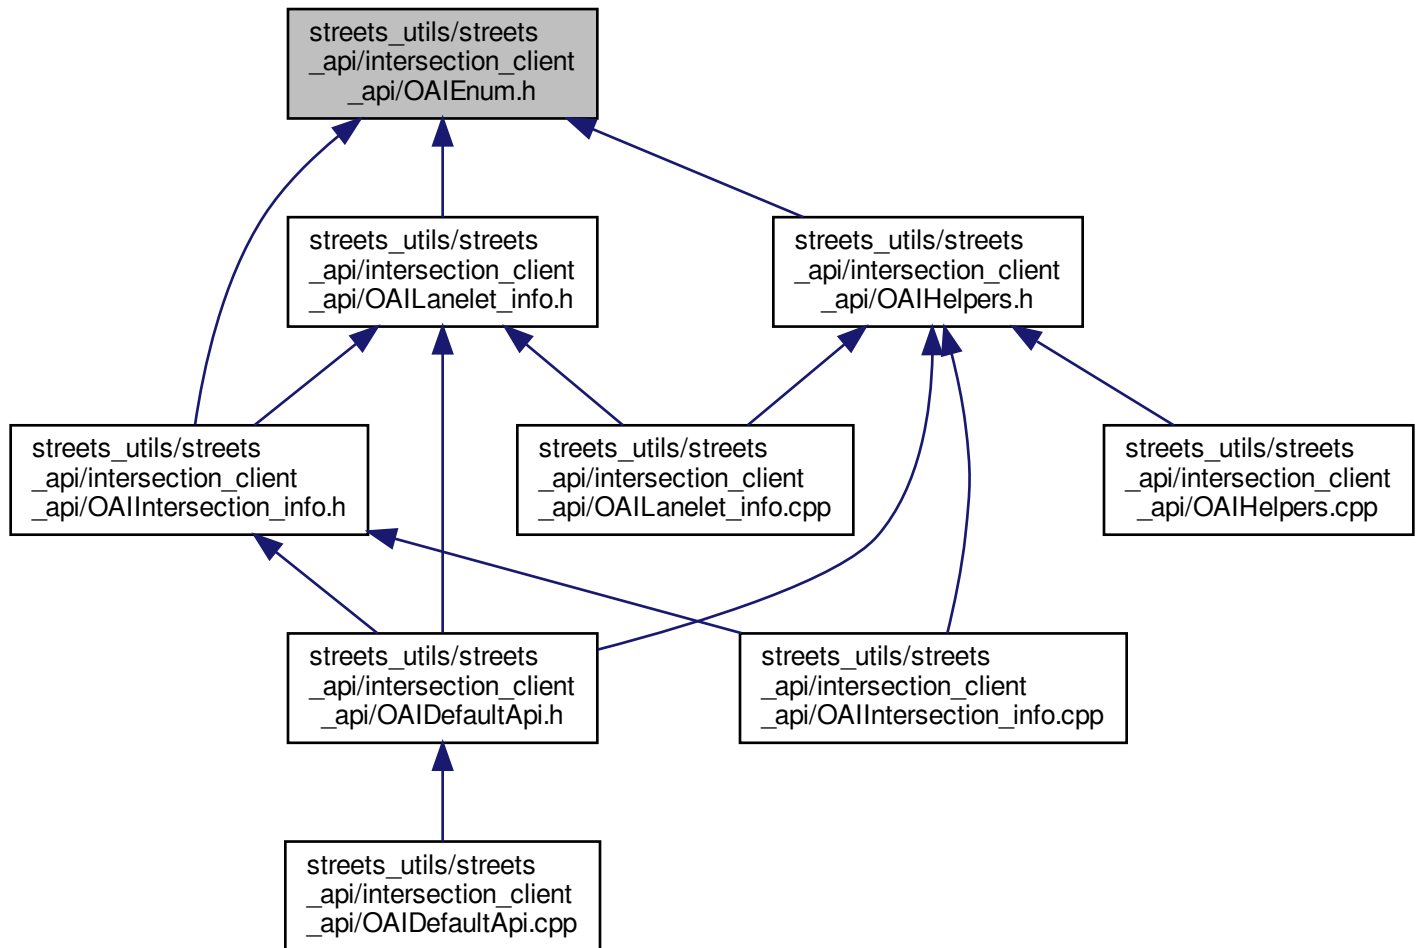 streets_utils/streets
_api/intersection_client
_api/OAIEnum.h
streets_utils/streets
_api/intersection_client
_api/OAILanelet_info.h
streets_utils/streets
_api/intersection_client
_api/OAIHelpers.h
streets_utils/streets
_api/intersection_client
_api/OAIIntersection_info.h
streets_utils/streets
_api/intersection_client
_api/OAILanelet_info.cpp
streets_utils/streets
_api/intersection_client
_api/OAIHelpers.cpp
streets_utils/streets
_api/intersection_client
_api/OAIDefaultApi.h
streets_utils/streets
_api/intersection_client
_api/OAIIntersection_info.cpp
streets_utils/streets
_api/intersection_client
_api/OAIDefaultApi.cpp